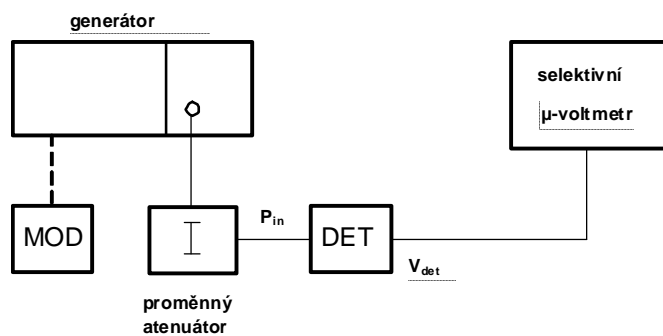 generátor
selektivní
µ-voltmetr
MOD
P_in
DET
V_det
proměnný
atenuátor